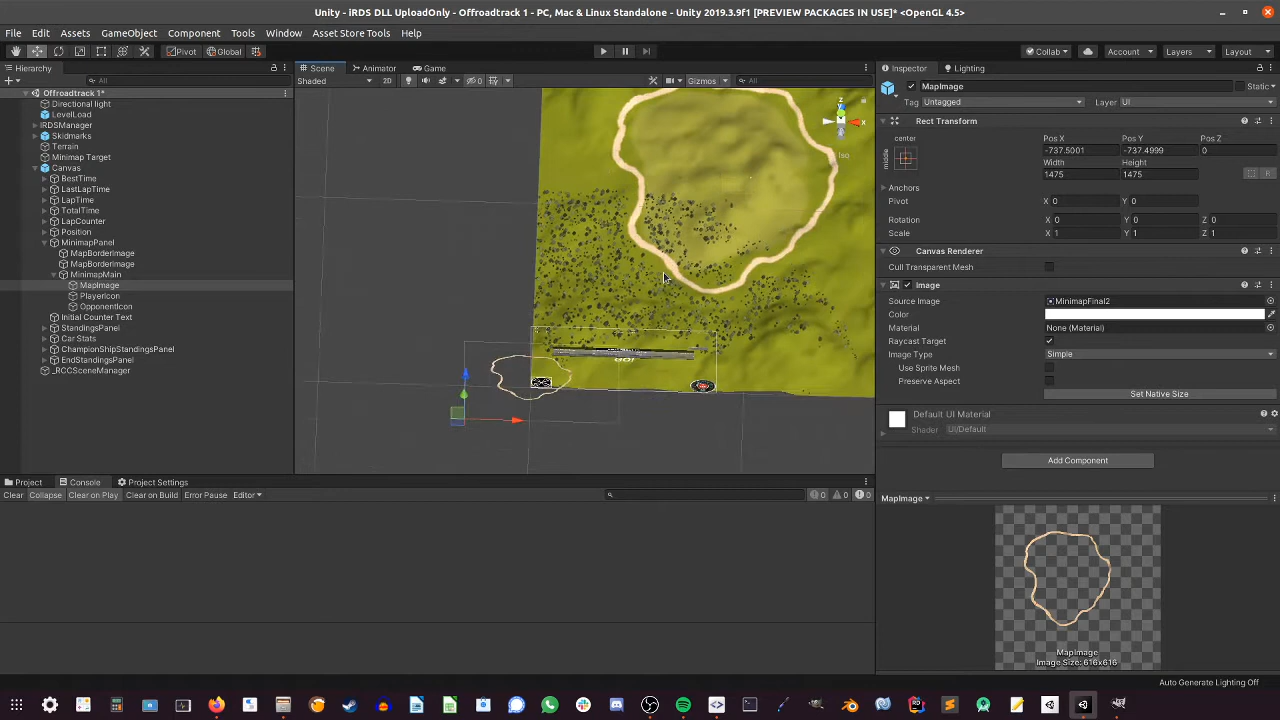 Unity - iRDS DLL UploadOnly - Offroadtrack 1 - PC, Mac & Linux Standalone - Unity 2019.3.9f1 [PREVIEW PACKAGES IN USE]* <OpenGL 4.5>
File Edit Assets GameObject Component Tools Window Asset Store Tools Help
Pivot Global Collab Account Layers Layout
Hierarchy Scene Animator Game Inspector Lighting
All Shaded 2D 0 Gizmos All MapImage Static
Offroadtrack 1* Tag Untagged Layer UI
Directional light
LevelLoad
iRDSManager
Skidmarks
Terrain
Minimap Target
Canvas
BestTime
LastLapTime
LapTime
TotalTime
LapCounter
Position
MinimapPanel
MapBorderImage
MapBorderImage
MinimapMain
MapImage
PlayerIcon
OpponentIcon
Initial Counter Text
StandingsPanel
Car Stats
ChampionShipStandingsPanel
EndStandingsPanel
_RCCSceneManager
y
x
Iso
GO!
Rect Transform
center Pos X Pos Y Pos Z
middle -737.5001 -737.4999 0
Width Height
1475 1475
R
Anchors
Pivot X 0 Y 0
Rotation X 0 Y 0 Z 0
Scale X 1 Y 1 Z 1
Canvas Renderer
Cull Transparent Mesh
Image
Source Image MinimapFinal2
Color
Material None (Material)
Raycast Target
Image Type Simple
Use Sprite Mesh
Preserve Aspect
Set Native Size
Default UI Material
Shader UI/Default
Add Component
Project Console Project Settings
Clear Collapse Clear on Play Clear on Build Error Pause Editor 0 0 0
MapImage
MapImage
Image Size: 616x616
Auto Generate Lighting Off